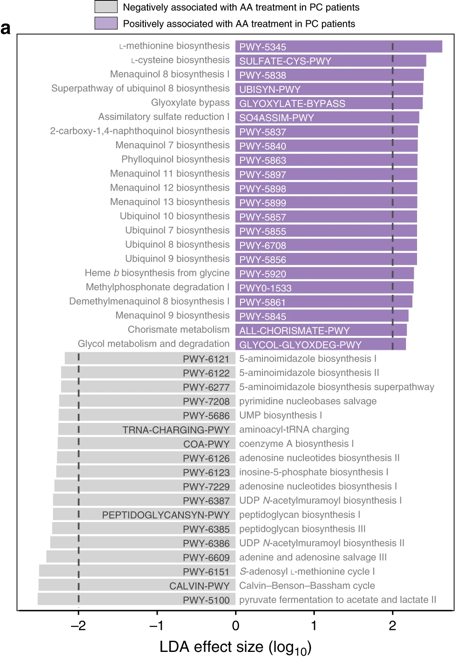 Negatively associated with AA treatment in PC patients
Positively associated with AA treatment in PC patients
a
L-methionine biosynthesis PWY-5345
L-cysteine biosynthesis SULFATE-CYS-PWY
Menaquinol 8 biosynthesis I PWY-5838
Superpathway of ubiquinol 8 biosynthesis UBISYN-PWY
Glyoxylate bypass GLYOXYLATE-BYPASS
Assimilatory sulfate reduction I SO4ASSIM-PWY
2-carboxy-1,4-naphthoquinol biosynthesis PWY-5837
Menaquinol 7 biosynthesis PWY-5840
Phylloquinol biosynthesis PWY-5863
Menaquinol 11 biosynthesis PWY-5897
Menaquinol 12 biosynthesis PWY-5898
Menaquinol 13 biosynthesis PWY-5899
Ubiquinol 10 biosynthesis PWY-5857
Ubiquinol 7 biosynthesis PWY-5855
Ubiquinol 8 biosynthesis PWY-6708
Ubiquinol 9 biosynthesis PWY-5856
Heme b biosynthesis from glycine PWY-5920
Methylphosphonate degradation I PWY0-1533
Demethylmenaquinol 8 biosynthesis I PWY-5861
Menaquinol 9 biosynthesis PWY-5845
Chorismate metabolism ALL-CHORISMATE-PWY
Glycol metabolism and degradation GLYCOL-GLYOXDEG-PWY
PWY-6121 5-aminoimidazole biosynthesis I
PWY-6122 5-aminoimidazole biosynthesis II
PWY-6277 5-aminoimidazole biosynthesis superpathway
PWY-7208 pyrimidine nucleobases salvage
PWY-5686 UMP biosynthesis I
TRNA-CHARGING-PWY aminoacyl-tRNA charging
COA-PWY coenzyme A biosynthesis I
PWY-6126 adenosine nucleotides biosynthesis II
PWY-6123 inosine-5-phosphate biosynthesis I
PWY-7229 adenosine nucleotides biosynthesis I
PWY-6387 UDP N-acetylmuramoyl biosynthesis I
PEPTIDOGLYCANSYN-PWY peptidoglycan biosynthesis I
PWY-6385 peptidoglycan biosynthesis III
PWY-6386 UDP N-acetylmuramoyl biosynthesis II
PWY-6609 adenine and adenosine salvage III
PWY-6151 S-adenosyl L-methionine cycle I
CALVIN-PWY Calvin–Benson–Bassham cycle
PWY-5100 pyruvate fermentation to acetate and lactate II
−2 −1 0 1 2
LDA effect size (log10)